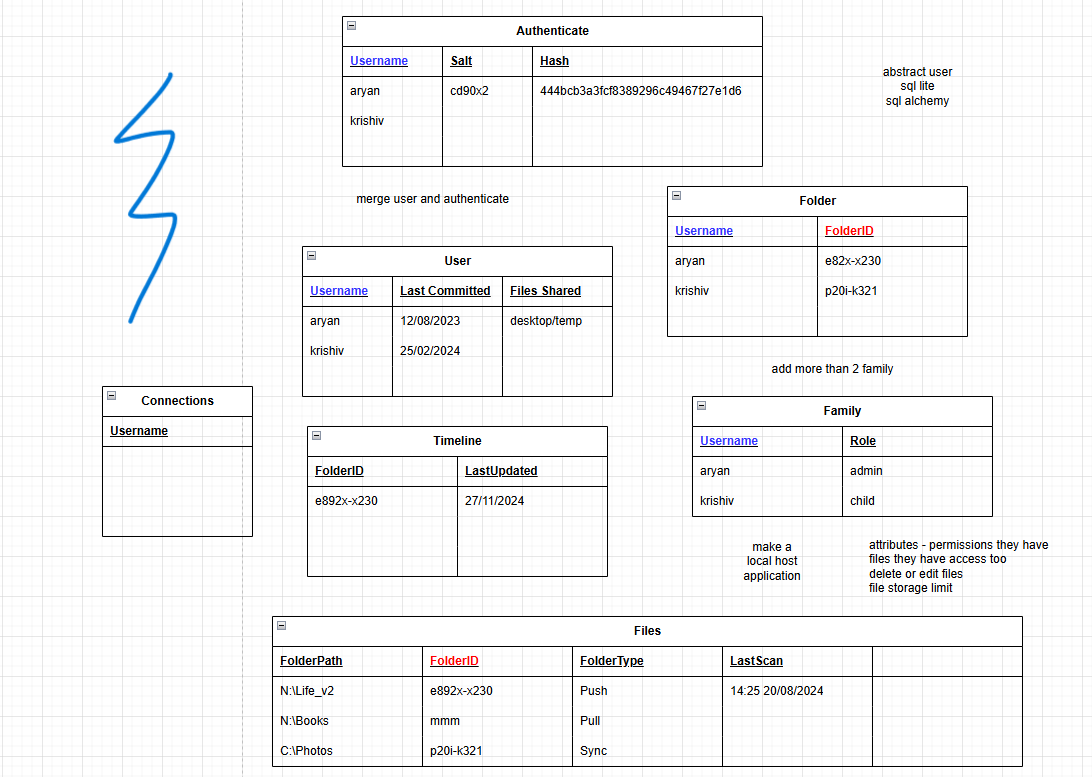 Authenticate
Username Salt Hash
aryan cd90x2 444bcb3a3fcf8389296c49467f27e1d6
krishiv
abstract user
sql lite
sql alchemy
merge user and authenticate
Folder
Username FolderID
aryan e82x-x230
krishiv p20i-k321
User
Username Last Committed Files Shared
aryan 12/08/2023 desktop/temp
krishiv 25/02/2024
add more than 2 family
Connections
Username
Timeline
FolderID LastUpdated
e892x-x230 27/11/2024
Family
Username Role
aryan admin
krishiv child
make a
local host
application
attributes - permissions they have
files they have access too
delete or edit files
file storage limit
Files
FolderPath FolderID FolderType LastScan
N:\Life_v2 e892x-x230 Push 14:25 20/08/2024
N:\Books mmm Pull
C:\Photos p20i-k321 Sync